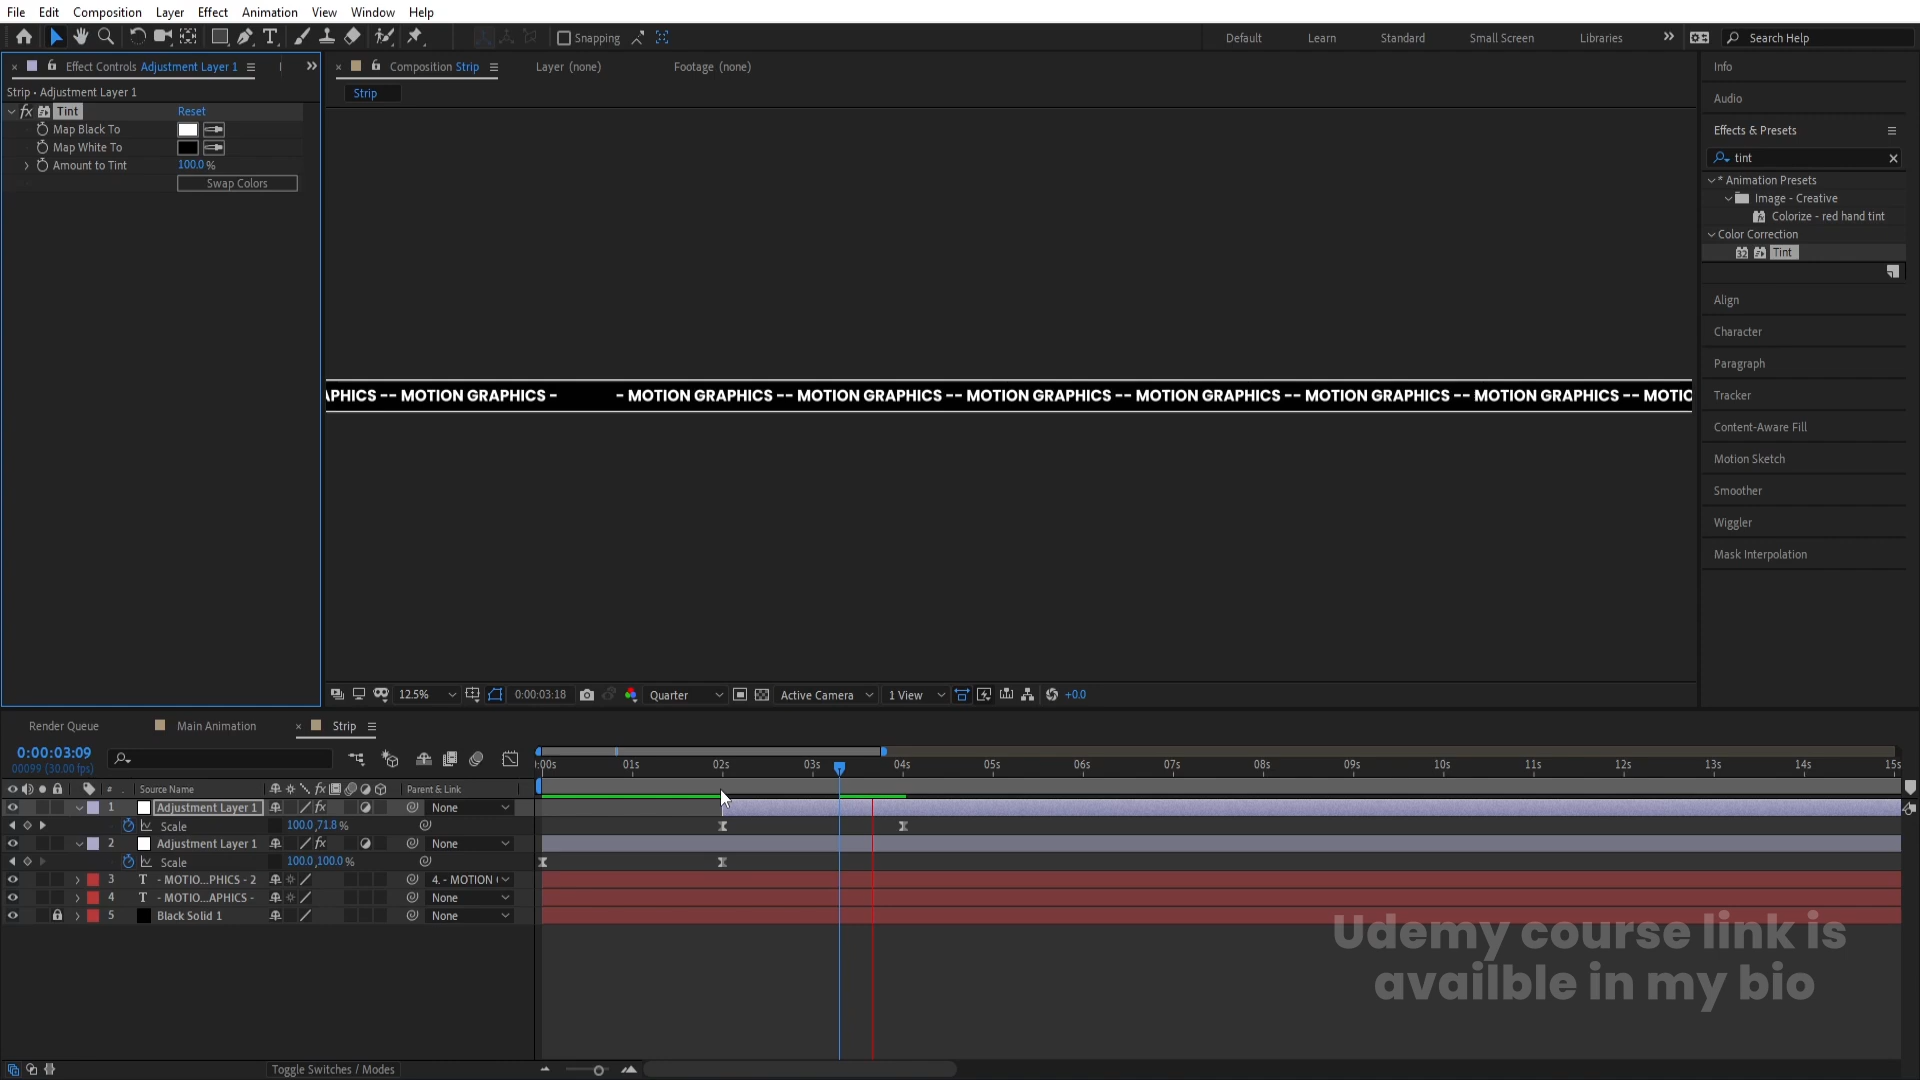 File Edit Composition Layer Effect Animation View Window Help
Snapping
Default Learn Standard Small Screen Libraries Search Help
Effect Controls Adjustment Layer 1
Composition Strip Layer (none) Footage (none)
Strip
Strip • Adjustment Layer 1
fx Tint Reset
Map Black To
Map White To
Amount to Tint 100.0 %
Swap Colors
APHICS -- MOTION GRAPHICS - - MOTION GRAPHICS -- MOTION GRAPHICS -- MOTION GRAPHICS -- MOTION GRAPHICS -- MOTION GRAPHICS -- MOTION GRAPHICS -- MOTIO
Info
Audio
Effects & Presets
tint
* Animation Presets
Image - Creative
Colorize - red hand tint
Color Correction
32 Tint
Align
Character
Paragraph
Tracker
Content-Aware Fill
Motion Sketch
Smoother
Wiggler
Mask Interpolation
12.5% 0:00:03:18 Quarter Active Camera 1 View +0.0
Render Queue Main Animation Strip
0:00:03:09
00099 (30.00 fps)
:00s 01s 02s 03s 04s 05s 06s 07s 08s 09s 10s 11s 12s 13s 14s 15s
# Source Name fx Parent & Link
1 Adjustment Layer 1 fx None
Scale 100.0,71.8 %
2 Adjustment Layer 1 fx None
Scale 100.0,100.0 %
3 T - MOTIO...PHICS - 2 4. - MOTION
4 T - MOTIO...APHICS - None
5 Black Solid 1 None
Udemy course link is
availble in my bio
Toggle Switches / Modes